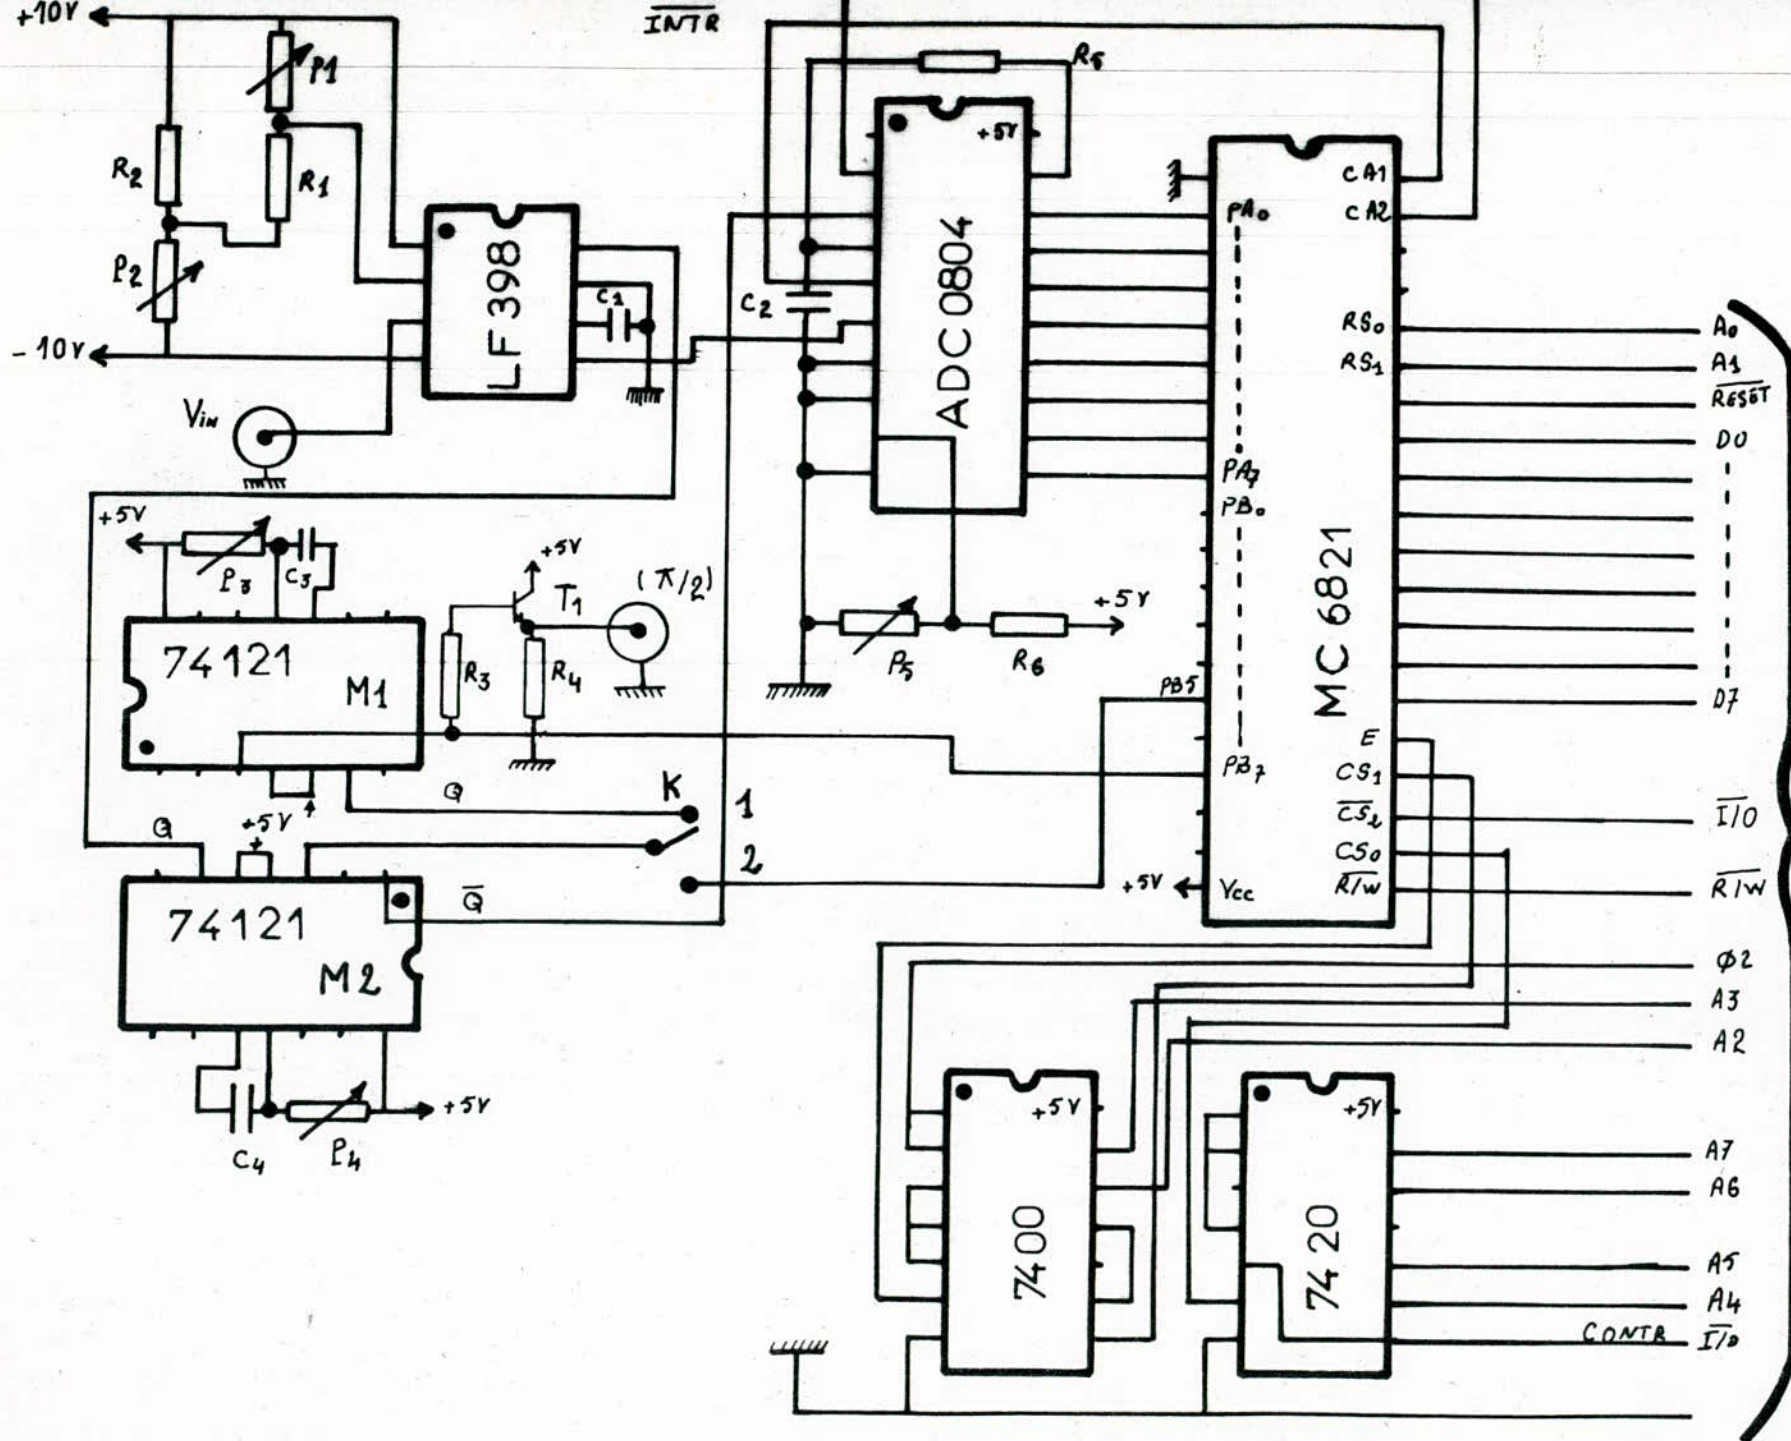 +10V
INTR
P1
R5
+5V
R2
R1
CA1
PA0
CA2
P2
LF 398
C1
C2
ADC0804
RS0
A0
-10V
RS1
A1
RESET
Vin
D0
PA7
PB0
+5V
P3
C3
+5V
T1
(π/2)
MC 6821
+5V
74121
M1
R3
R4
P5
R6
PB5
D7
E
PB7
CS1
Q
K
1
CS2
I/O
Q
+5V
2
CS0
+5V
Vcc
R/W
R/W
Q
74121
M2
φ2
A3
A2
+5V
+5V
+5V
C4
P4
A7
A6
7400
7420
A5
A4
CONTR
I/O